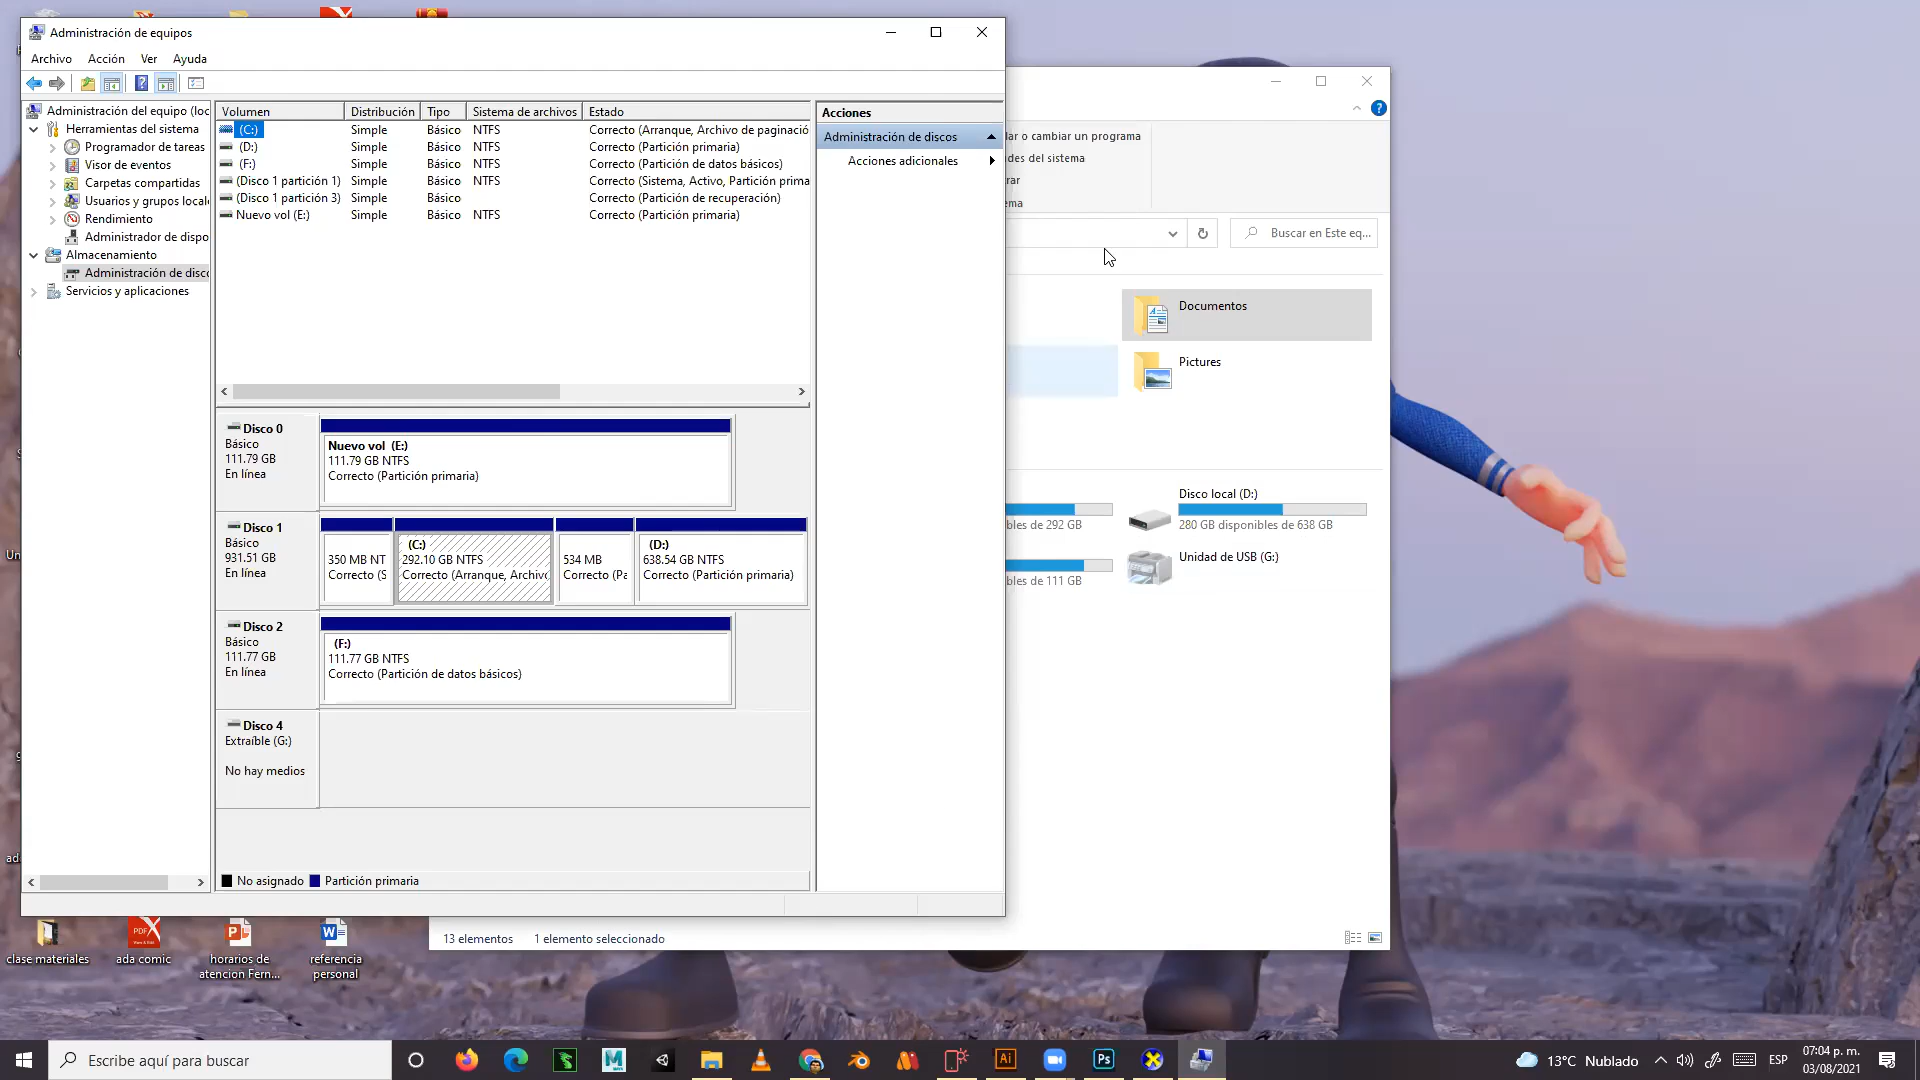 Administración de equipos
Archivo Acción Ver Ayuda
Administración del equipo (loc
Herramientas del sistema
Programador de tareas
Visor de eventos
Carpetas compartidas
Usuarios y grupos locale
Rendimiento
Administrador de dispo
Almacenamiento
Administración de disco
Servicios y aplicaciones
Volumen Distribución Tipo Sistema de archivos Estado
(C:) Simple Básico NTFS Correcto (Arranque, Archivo de paginació
(D:) Simple Básico NTFS Correcto (Partición primaria)
(F:) Simple Básico NTFS Correcto (Partición de datos básicos)
(Disco 1 partición 1) Simple Básico NTFS Correcto (Sistema, Activo, Partición prima
(Disco 1 partición 3) Simple Básico Correcto (Partición de recuperación)
Nuevo vol (E:) Simple Básico NTFS Correcto (Partición primaria)
Disco 0
Básico
111.79 GB
En línea
Nuevo vol (E:)
111.79 GB NTFS
Correcto (Partición primaria)
Disco 1
Básico
931.51 GB
En línea
350 MB NT
Correcto (S
(C:)
292.10 GB NTFS
Correcto (Arranque, Archivo
534 MB
Correcto (Pa
(D:)
638.54 GB NTFS
Correcto (Partición primaria)
Disco 2
Básico
111.77 GB
En línea
(F:)
111.77 GB NTFS
Correcto (Partición de datos básicos)
Disco 4
Extraíble (G:)
No hay medios
No asignado Partición primaria
Acciones
Administración de discos
Acciones adicionales
lar o cambiar un programa
des del sistema
rar
ema
Buscar en Este eq...
Documentos
Pictures
bles de 292 GB
Disco local (D:)
280 GB disponibles de 638 GB
bles de 111 GB
Unidad de USB (G:)
13 elementos 1 elemento seleccionado
clase materiales
PDF
ada comic
horarios de
atencion Fern...
referencia
personal
Escribe aquí para buscar
Ai
Ps
13°C Nublado
ESP
07:04 p. m.
03/08/2021